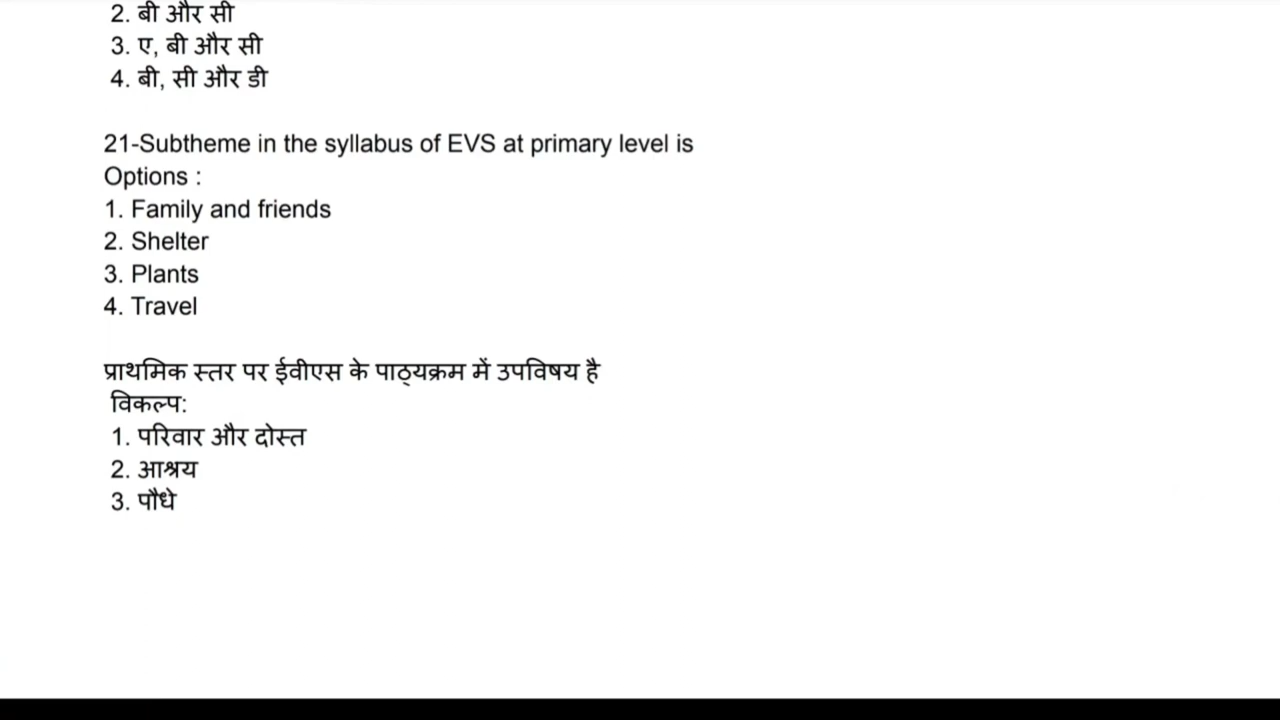 2. बी और सी
3. ए, बी और सी
4. बी, सी और डी
21-Subtheme in the syllabus of EVS at primary level is
Options :
1. Family and friends
2. Shelter
3. Plants
4. Travel
प्राथमिक स्तर पर ईवीएस के पाठ्यक्रम में उपविषय है
विकल्प:
1. परिवार और दोस्त
2. आश्रय
3. पौधे